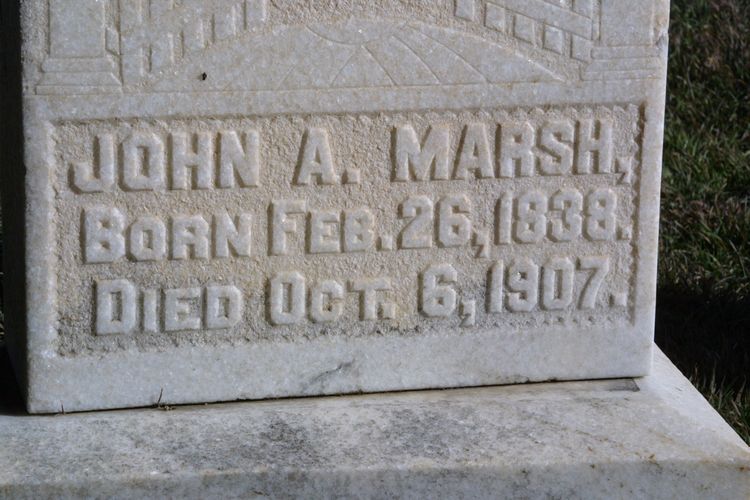 JOHN A. MARSH,
BORN FEB. 26, 1838.
DIED OCT. 6, 1907.